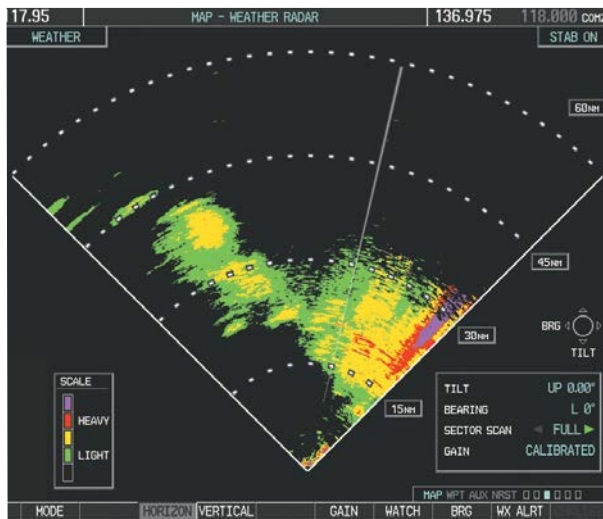 17.95 MAP - WEATHER RADAR 136.975 118.000 COM2
WEATHER STAB ON
60NM
45NM
BRG
TILT
30NM
15NM
SCALE
HEAVY
LIGHT
TILT UP 0.00°
BEARING L 0°
SECTOR SCAN FULL
GAIN CALIBRATED
MAP WPT AUX NRST
MODE HORIZON VERTICAL GAIN WATCH BRG WX ALRT